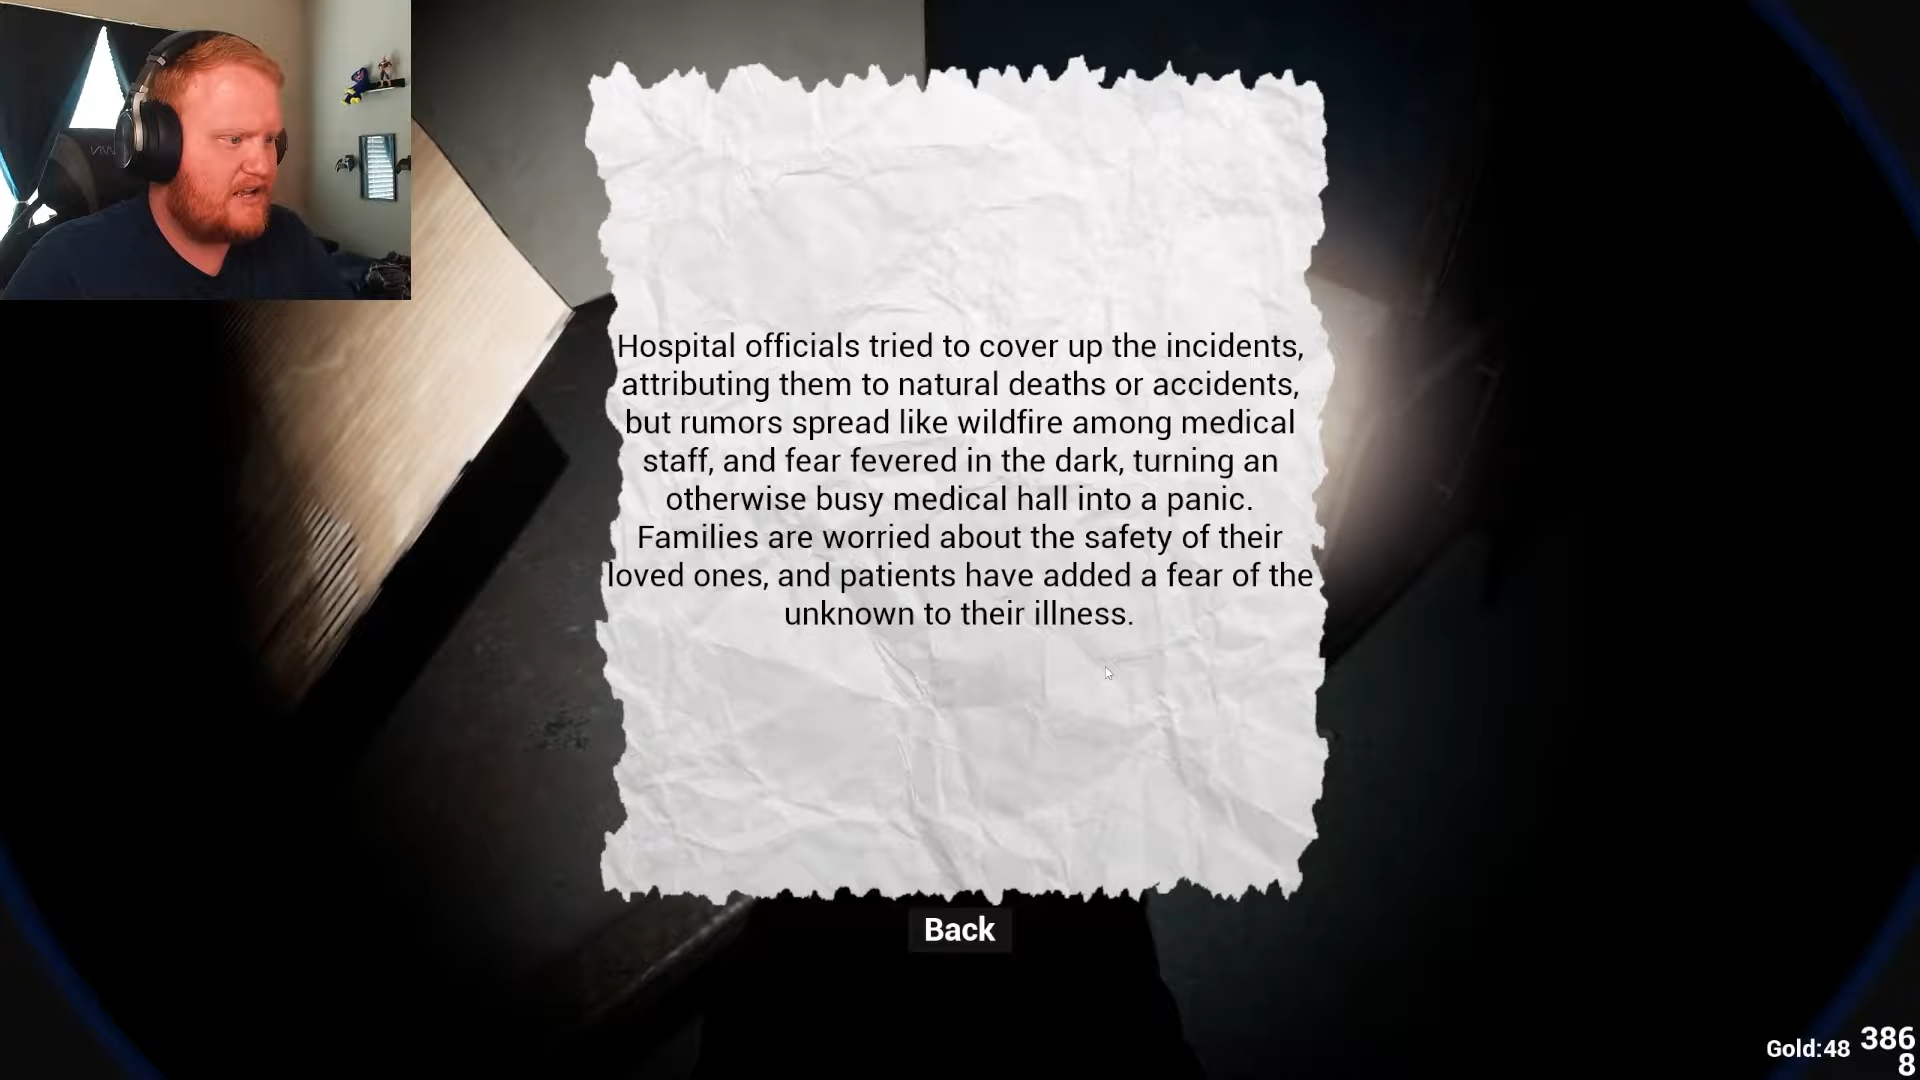 Hospital officials tried to cover up the incidents,
attributing them to natural deaths or accidents,
but rumors spread like wildfire among medical
staff, and fear fevered in the dark, turning an
otherwise busy medical hall into a panic.
Families are worried about the safety of their
loved ones, and patients have added a fear of the
unknown to their illness.
Back
Gold:48 386
8